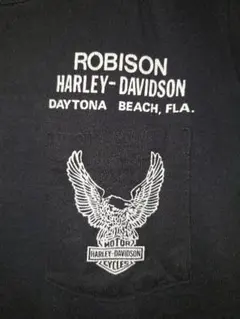 ROBISON
HARLEY-DAVIDSON
DAYTONA BEACH, FLA.
MOTOR
HARLEY-DAVIDSON
CYCLES